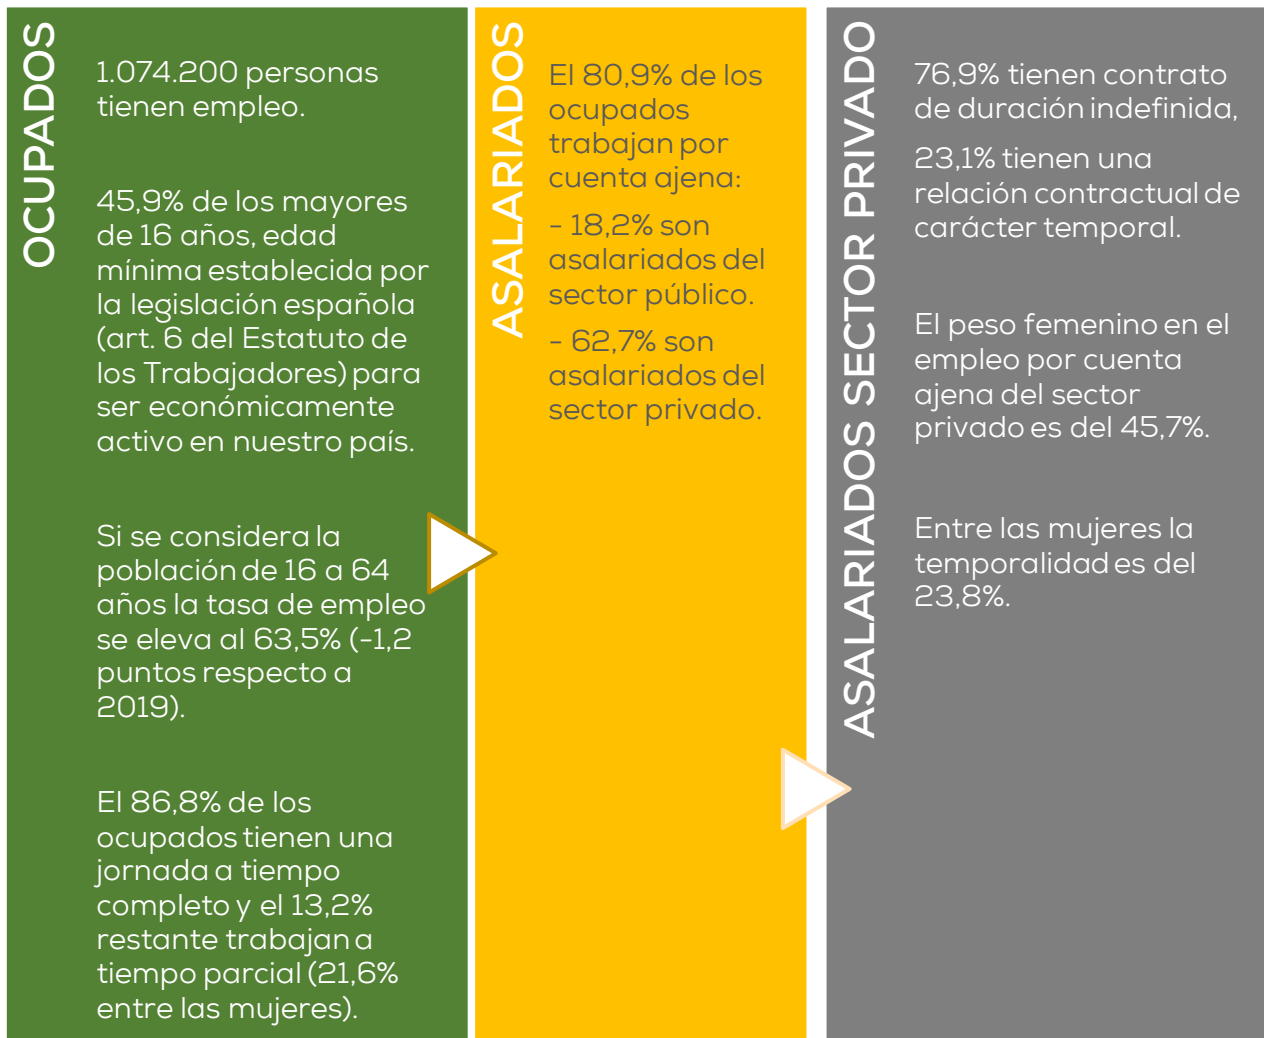 OCUPADOS
1.074.200 personas
tienen empleo.
45,9% de los mayores
de 16 años, edad
mínima establecida por
la legislación española
(art. 6 del Estatuto de
los Trabajadores) para
ser económicamente
activo en nuestro país.
Si se considera la
población de 16 a 64
años la tasa de empleo
se eleva al 63,5% (-1,2
puntos respecto a
2019).
El 86,8% de los
ocupados tienen una
jornada a tiempo
completo y el 13,2%
restante trabajan a
tiempo parcial (21,6%
entre las mujeres).
ASALARIADOS
El 80,9% de los
ocupados
trabajan por
cuenta ajena:
- 18,2% son
asalariados del
sector público.
- 62,7% son
asalariados del
sector privado.
ASALARIADOS SECTOR PRIVADO
76,9% tienen contrato
de duración indefinida,
23,1% tienen una
relación contractual de
carácter temporal.
El peso femenino en el
empleo por cuenta
ajena del sector
privado es del 45,7%.
Entre las mujeres la
temporalidad es del
23,8%.